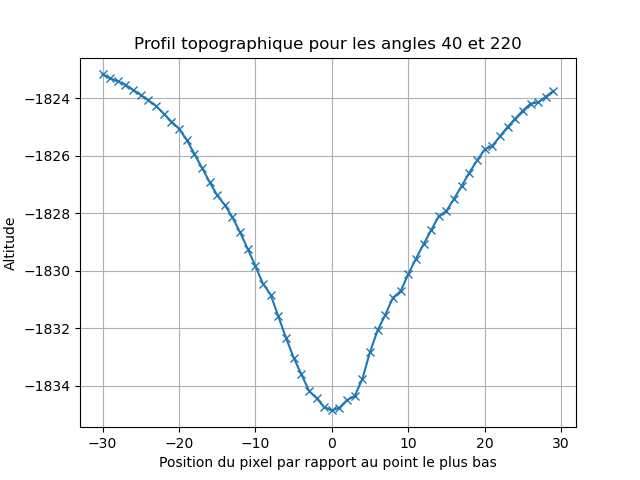 Profil topographique pour les angles 40 et 220
Altitude
−1824
−1826
−1828
−1830
−1832
−1834
−30 −20 −10 0 10 20 30
Position du pixel par rapport au point le plus bas